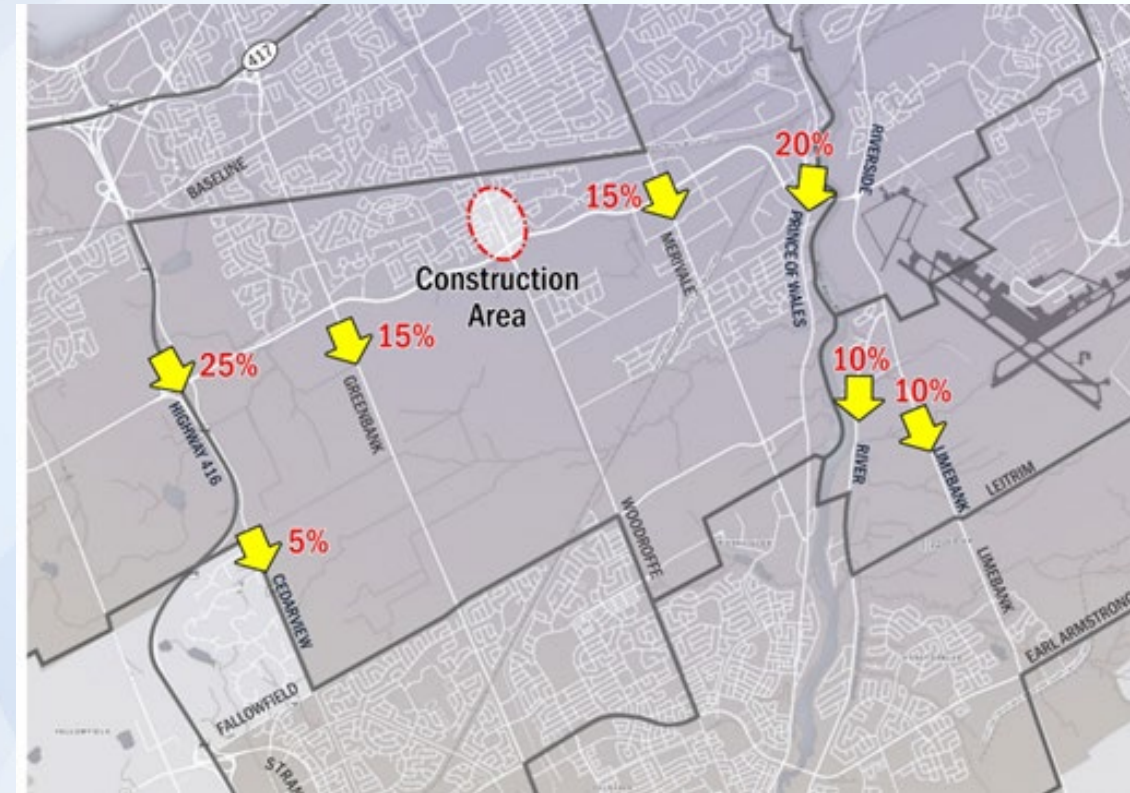 417
BASELINE
20%
RIVERSIDE
15%
MERIVALE
PRINCE OF WALES
Construction
Area
15%
25%
GREENBANK
HIGHWAY 416
10%
10%
RIVER
LIMEBANK
LEITRIM
WOODROFFE
5%
CEDARVIEW
LIMEBANK
EARL ARMSTRONG
FALLOWFIELD
FALLOWFIELD
STRAN